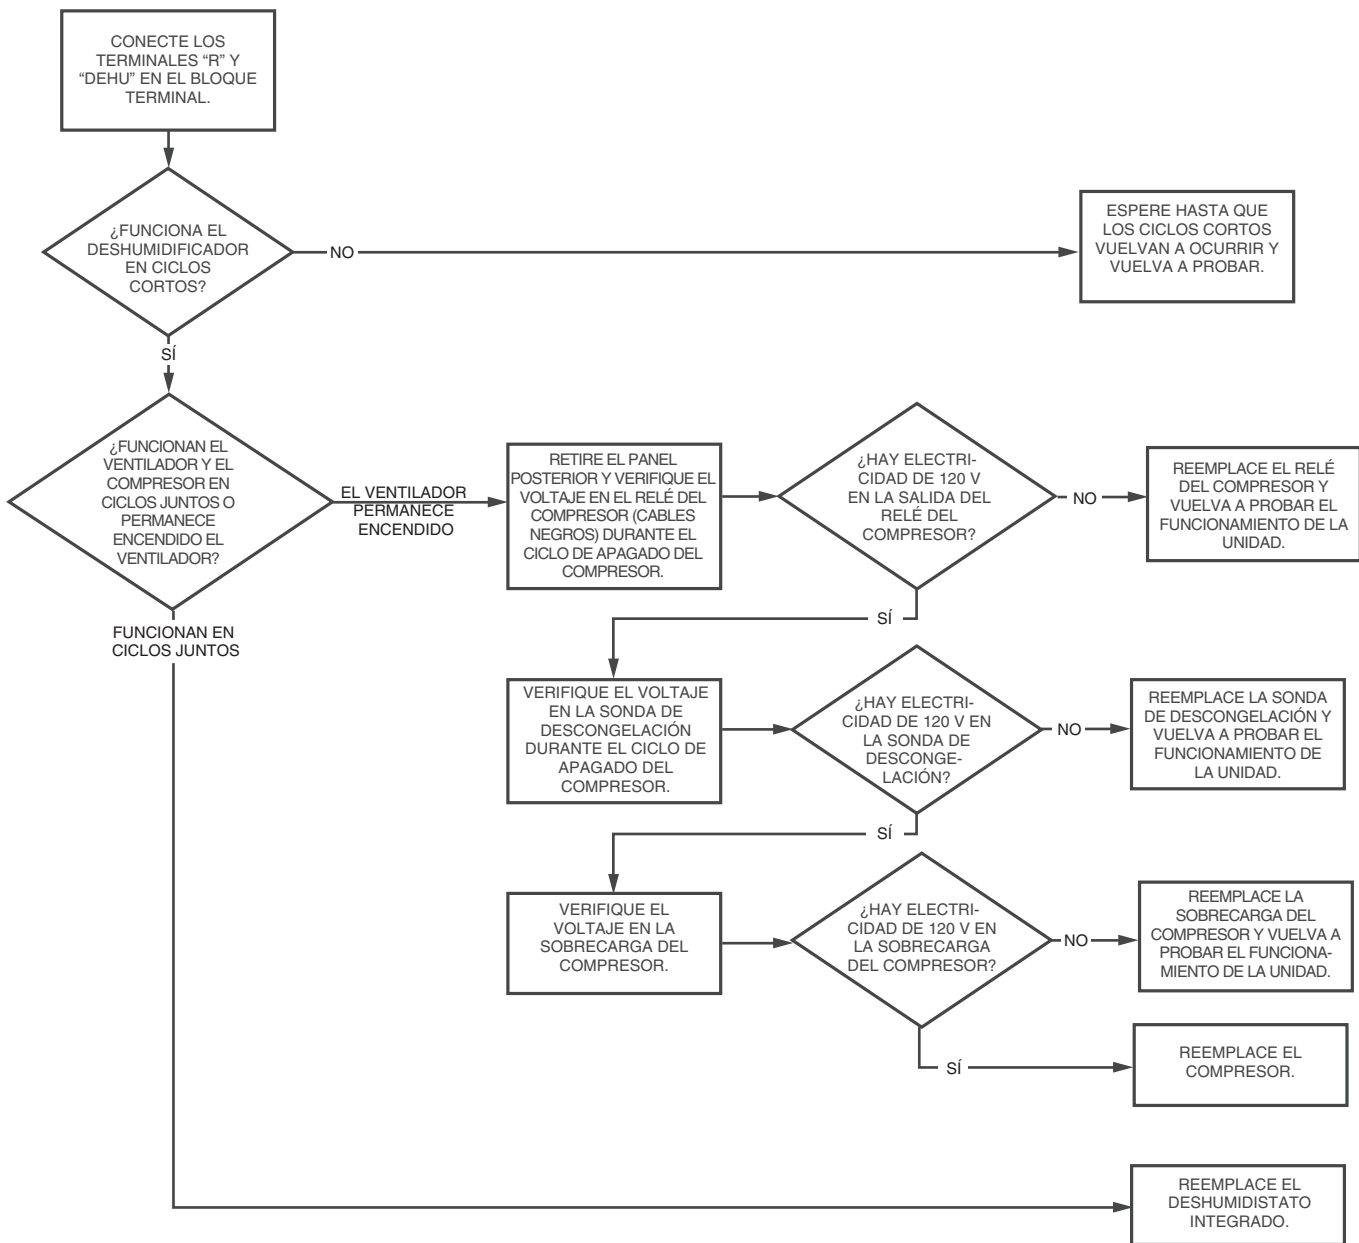 CONECTE LOS
TERMINALES “R” Y
“DEHU” EN EL BLOQUE
TERMINAL.
¿FUNCIONA EL
DESHUMIDIFICADOR
EN CICLOS
CORTOS?
NO
ESPERE HASTA QUE
LOS CICLOS CORTOS
VUELVAN A OCURRIR Y
VUELVA A PROBAR.
SÍ
¿FUNCIONAN EL
VENTILADOR Y EL
COMPRESOR EN
CICLOS JUNTOS O
PERMANECE
ENCENDIDO EL
VENTILADOR?
EL VENTILADOR
PERMANECE
ENCENDIDO
RETIRE EL PANEL
POSTERIOR Y VERIFIQUE EL
VOLTAJE EN EL RELÉ DEL
COMPRESOR (CABLES
NEGROS) DURANTE EL
CICLO DE APAGADO DEL
COMPRESOR.
¿HAY ELECTRI-
CIDAD DE 120 V
EN LA SALIDA DEL
RELÉ DEL
COMPRESOR?
NO
REEMPLACE EL RELÉ
DEL COMPRESOR Y
VUELVA A PROBAR EL
FUNCIONAMIENTO DE LA
UNIDAD.
SÍ
FUNCIONAN EN
CICLOS JUNTOS
VERIFIQUE EL VOLTAJE
EN LA SONDA DE
DESCONGELACIÓN
DURANTE EL CICLO DE
APAGADO DEL
COMPRESOR.
¿HAY ELECTRI-
CIDAD DE 120 V EN
LA SONDA DE
DESCONGE-
LACIÓN?
NO
REEMPLACE LA SONDA
DE DESCONGELACIÓN Y
VUELVA A PROBAR EL
FUNCIONAMIENTO DE
LA UNIDAD.
SÍ
VERIFIQUE EL
VOLTAJE EN LA
SOBRECARGA DEL
COMPRESOR.
¿HAY ELECTRI-
CIDAD DE 120 V EN
LA SOBRECARGA
DEL COMPRESOR?
NO
REEMPLACE LA
SOBRECARGA DEL
COMPRESOR Y VUELVA A
PROBAR EL FUNCIONA-
MIENTO DE LA UNIDAD.
SÍ
REEMPLACE EL
COMPRESOR.
REEMPLACE EL
DESHUMIDISTATO
INTEGRADO.